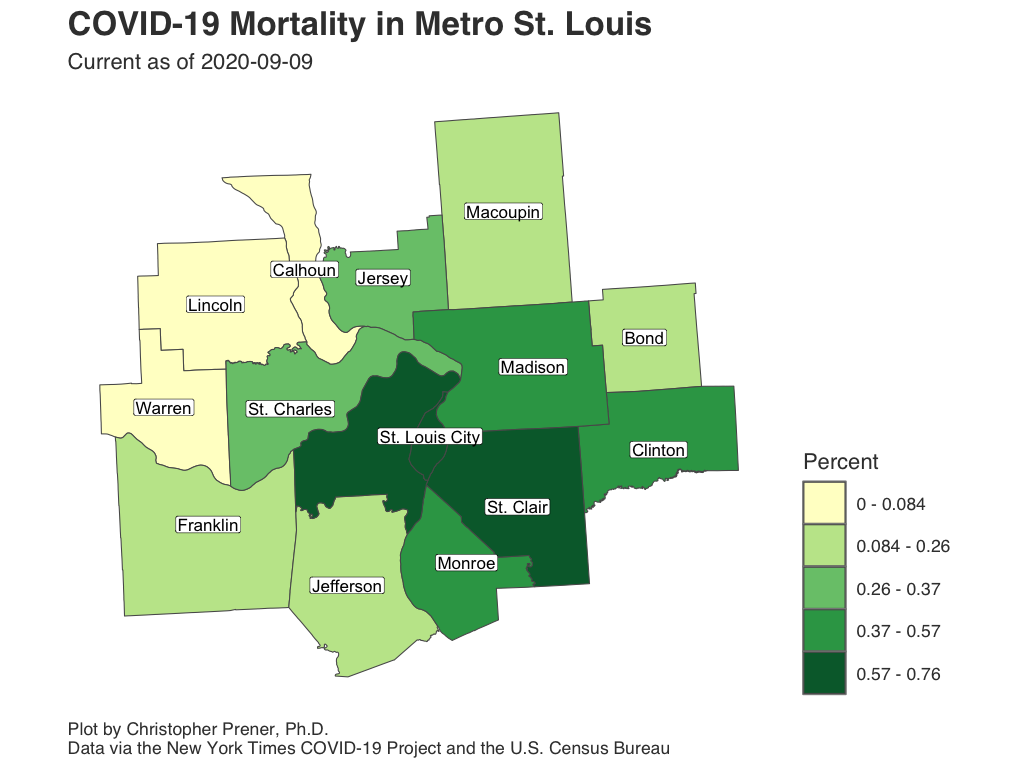 COVID-19 Mortality in Metro St. Louis
Current as of 2020-09-09
Macoupin
Calhoun
Jersey
Lincoln
Bond
Madison
Warren
St. Charles
St. Louis City
Clinton
Percent
0 - 0.084
St. Clair
Franklin
0.084 - 0.26
Monroe
Jefferson
0.26 - 0.37
0.37 - 0.57
0.57 - 0.76
Plot by Christopher Prener, Ph.D.
Data via the New York Times COVID-19 Project and the U.S. Census Bureau